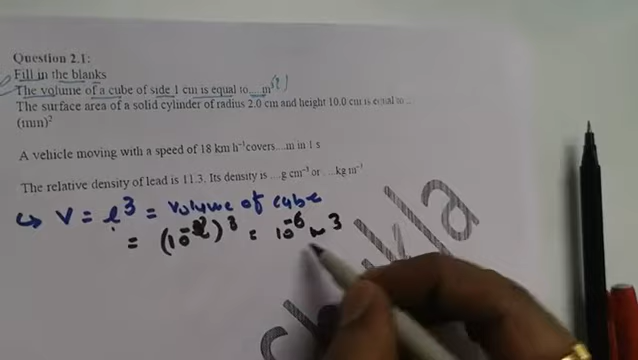 Question 2.1:
Fill in the blanks
The volume of a cube of side 1 cm is equal to....m³(?)
The surface area of a solid cylinder of radius 2.0 cm and height 10.0 cm is equal to ..
(mm)²
A vehicle moving with a speed of 18 km h⁻¹covers....m in 1 s
The relative density of lead is 11.3. Its density is ....g cm⁻³ or ....kg m⁻³
↳ V = l³ = Volume of cube
= (10⁻²)³ = 10⁻⁶ m³
shukla